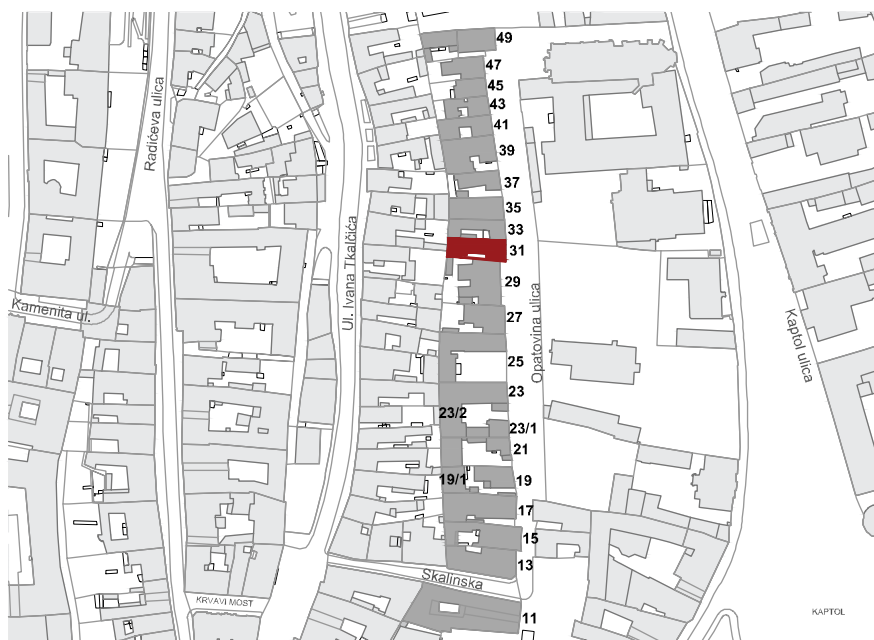 49
47
45
43
41
39
37
35
33
31
29
27
25
23
23/2
23/1
21
19
19/1
17
15
13
11
Radićeva ulica
Ul. Ivana Tkalčića
Kamenita ul.
Opatovina ulica
Kaptol ulica
Skalinska
KRVAVI MOST
KAPTOL